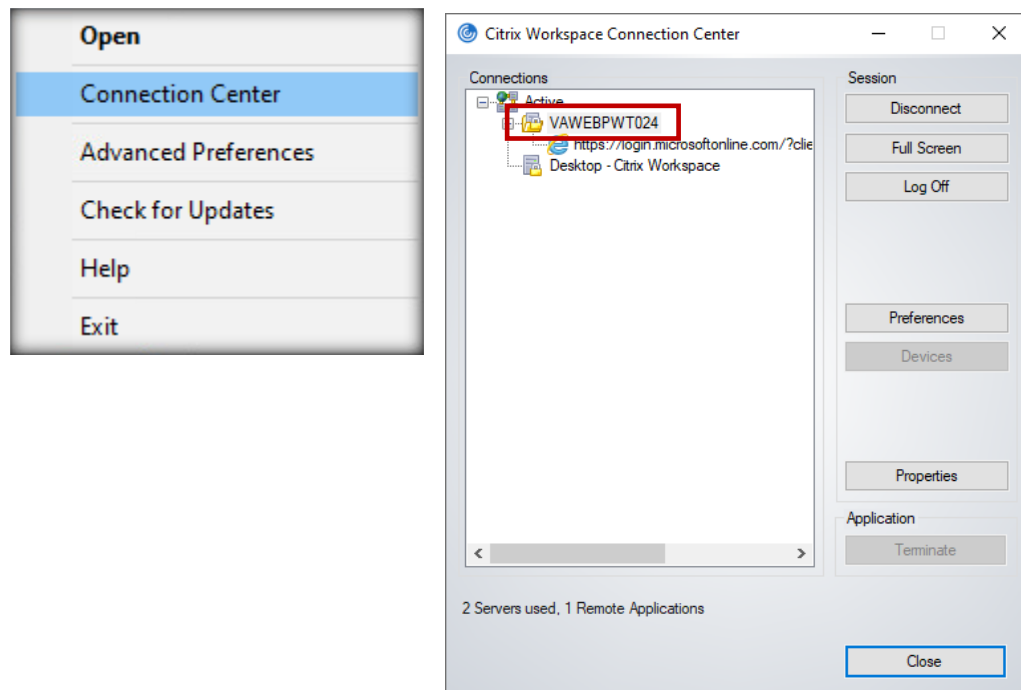 Open
Connection Center
Advanced Preferences
Check for Updates
Help
Exit
Citrix Workspace Connection Center
Connections
Active
VAWEBPWT024
https://login.microsoftonline.com/?clie
Desktop - Citrix Workspace
Session
Disconnect
Full Screen
Log Off
Preferences
Devices
Properties
Application
Terminate
2 Servers used, 1 Remote Applications
Close